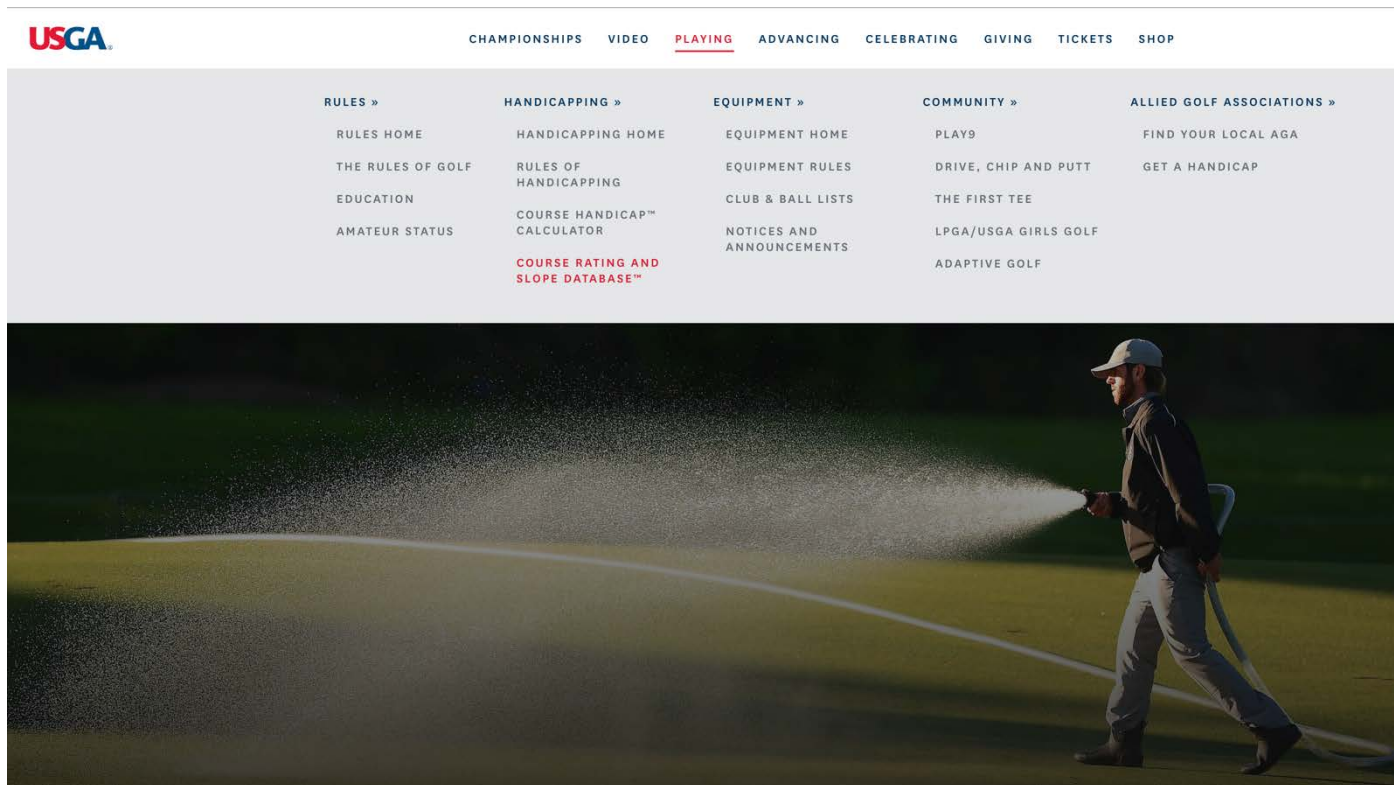 USGA®
CHAMPIONSHIPS VIDEO PLAYING ADVANCING CELEBRATING GIVING TICKETS SHOP
RULES »
RULES HOME
THE RULES OF GOLF
EDUCATION
AMATEUR STATUS
HANDICAPPING »
HANDICAPPING HOME
RULES OF
HANDICAPPING
COURSE HANDICAP™
CALCULATOR
COURSE RATING AND
SLOPE DATABASE™
EQUIPMENT »
EQUIPMENT HOME
EQUIPMENT RULES
CLUB & BALL LISTS
NOTICES AND
ANNOUNCEMENTS
COMMUNITY »
PLAY9
DRIVE, CHIP AND PUTT
THE FIRST TEE
LPGA/USGA GIRLS GOLF
ADAPTIVE GOLF
ALLIED GOLF ASSOCIATIONS »
FIND YOUR LOCAL AGA
GET A HANDICAP